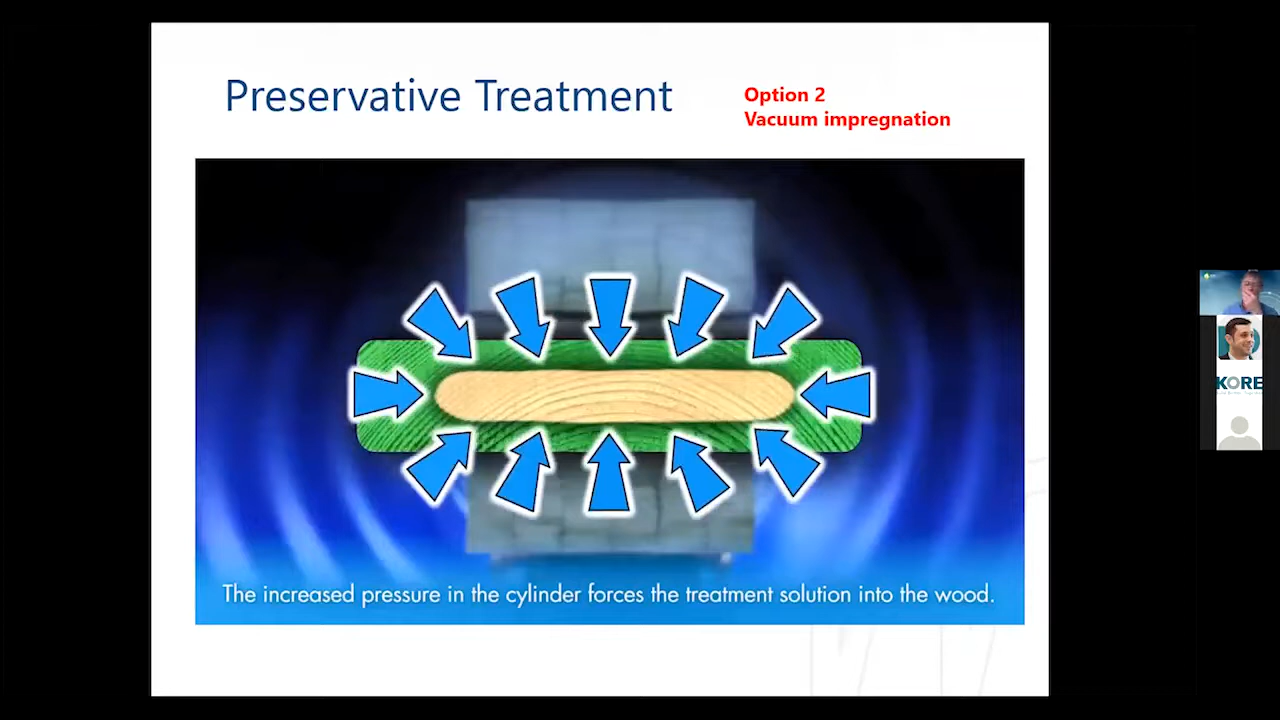 Preservative Treatment
Option 2
Vacuum impregnation
The increased pressure in the cylinder forces the treatment solution into the wood.
KORE